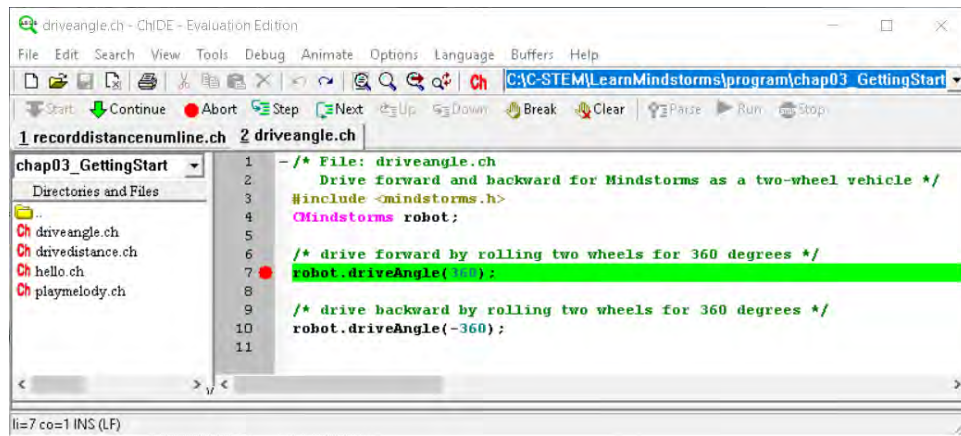 driveangle.ch - ChIDE - Evaluation Edition
File Edit Search View Tools Debug Animate Options Language Buffers Help
Ch C:\C-STEM\LearnMindstorms\program\chap03_GettingStart
Start Continue Abort Step Next Up Down Break Clear Parse Run Stop
1 recorddistancenumline.ch 2 driveangle.ch
chap03_GettingStart
Directories and Files
..
Ch driveangle.ch
Ch drivedistance.ch
Ch hello.ch
Ch playmelody.ch
1 /* File: driveangle.ch
2 Drive forward and backward for Mindstorms as a two-wheel vehicle */
3 #include <mindstorms.h>
4 CMindstorms robot;
5
6 /* drive forward by rolling two wheels for 360 degrees */
7 robot.driveAngle(360);
8
9 /* drive backward by rolling two wheels for 360 degrees */
10 robot.driveAngle(-360);
11
li=7 co=1 INS (LF)